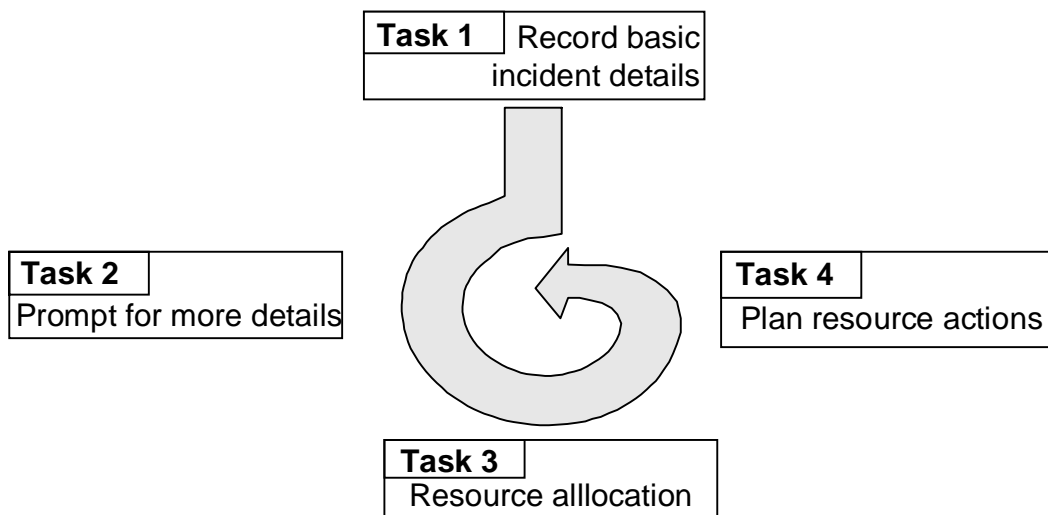 Task 1 Record basic
incident details
Task 2
Prompt for more details
Task 4
Plan resource actions
Task 3
Resource alllocation